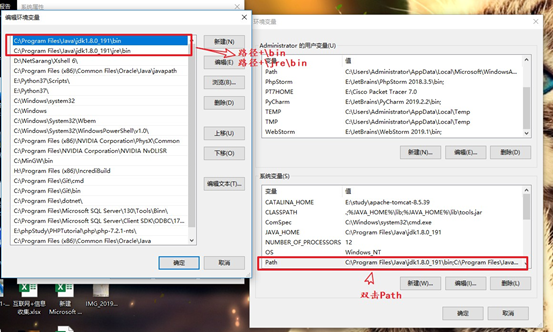 系统属性
编辑环境变量
C:\Program Files\Java\jdk1.8.0_191\bin
C:\Program Files\Java\jdk1.8.0_191\jre\bin
D:\NetSarang\Xshell 6\
C:\Program Files (x86)\Common Files\Oracle\Java\javapath
E:\Python37\Scripts\
E:\Python37\
C:\Windows\system32
C:\Windows
C:\Windows\System32\Wbem
C:\Windows\System32\WindowsPowerShell\v1.0\
C:\Program Files (x86)\NVIDIA Corporation\PhysX\Common
C:\Program Files\NVIDIA Corporation\NvDLISR
C:\MinGW\bin
H:\Program Files (x86)\IncrediBuild
C:\Program Files\Git\cmd
C:\Program Files\Git\bin
C:\Program Files\dotnet\
C:\Program Files\Microsoft SQL Server\130\Tools\Binn\
C:\Program Files\Microsoft SQL Server\Client SDK\ODBC\17...
E:\phpStudy\PHPTutorial\php\php-7.2.1-nts\
C:\Program Files (x86)\Common Files\Oracle\Java
新建(N)
编辑(E)
浏览(B)...
删除(D)
上移(U)
下移(O)
编辑文本(T)...
确定
取消
路径+\bin
路径+\jre\bin
环境变量
Administrator 的用户变量(U)
变量 值
Path C:\Users\Administrator\AppData\Local\Microsoft\WindowsA...
PhpStorm E:\JetBrains\PhpStorm 2018.3.5\bin;
PT7HOME E:\Cisco Packet Tracer 7.0
PyCharm E:\JetBrains\PyCharm 2019.2.2\bin;
TEMP C:\Users\Administrator\AppData\Local\Temp
TMP C:\Users\Administrator\AppData\Local\Temp
WebStorm E:\JetBrains\WebStorm 2019.1\bin;
新建(N)... 编辑(E)... 删除(D)
系统变量(S)
变量 值
CATALINA_HOME E:\study\apache-tomcat-8.5.39
CLASSPATH .;%JAVA_HOME%\lib;%JAVA_HOME%\lib\tools.jar
ComSpec C:\Windows\system32\cmd.exe
JAVA_HOME C:\Program Files\Java\jdk1.8.0_191
NUMBER_OF_PROCESSORS 12
OS Windows_NT
Path C:\Program Files\Java\jdk1.8.0_191\bin;C:\Program Files\Java...
新建(W)... 编辑(I)... 删除(L)
双击Path
确定 取消
互联网+信息收集.xlsx
新建 Microsoft ...
IMG_2019...